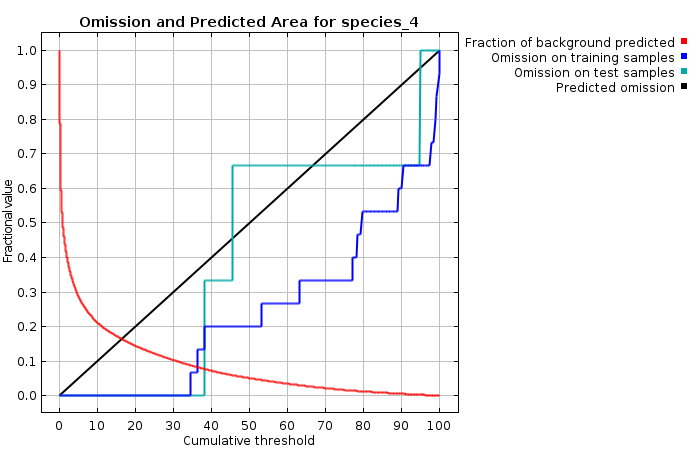 Omission and Predicted Area for species_4
Fraction of background predicted
Omission on training samples
Omission on test samples
Predicted omission
Fractional value
1.0
0.9
0.8
0.7
0.6
0.5
0.4
0.3
0.2
0.1
0.0
0 10 20 30 40 50 60 70 80 90 100
Cumulative threshold